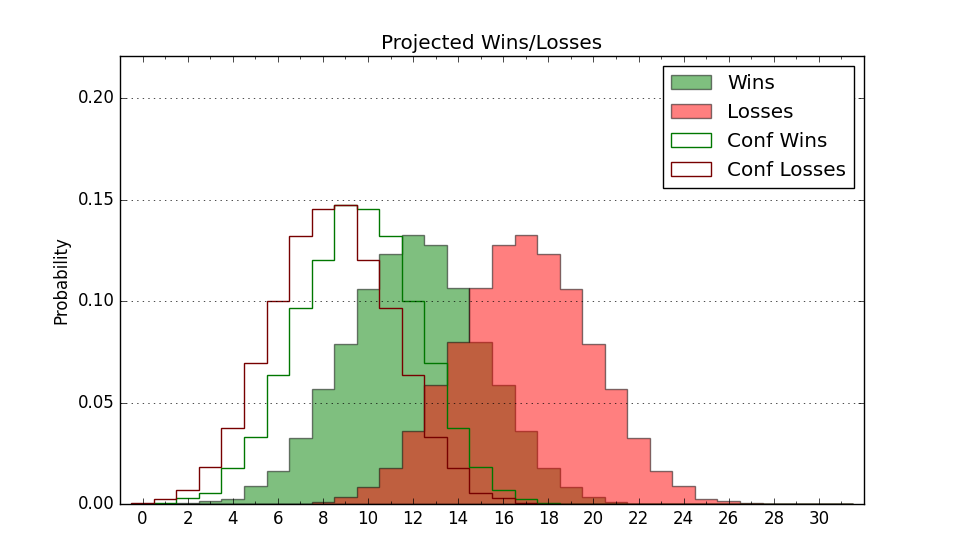 Projected Wins/Losses
Wins
Losses
Conf Wins
Conf Losses
Probability
0.20
0.15
0.10
0.05
0.00
0 2 4 6 8 10 12 14 16 18 20 22 24 26 28 30